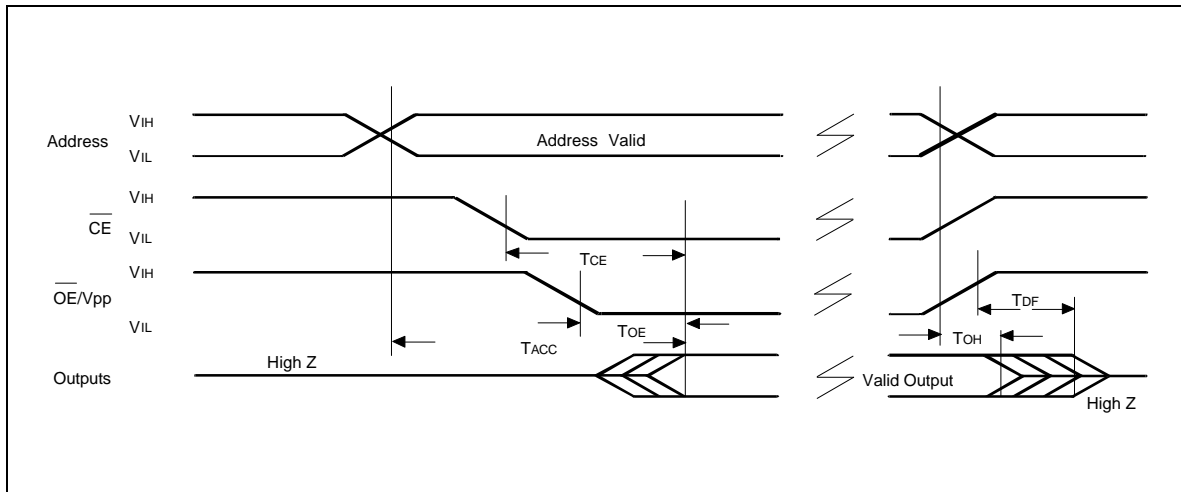 VIH
Address
Address Valid
VIL
VIH
CE
VIL
TCE
VIH
OE/Vpp
TDF
VIL
TOE
TOH
TACC
High Z
Outputs
Valid Output
High Z